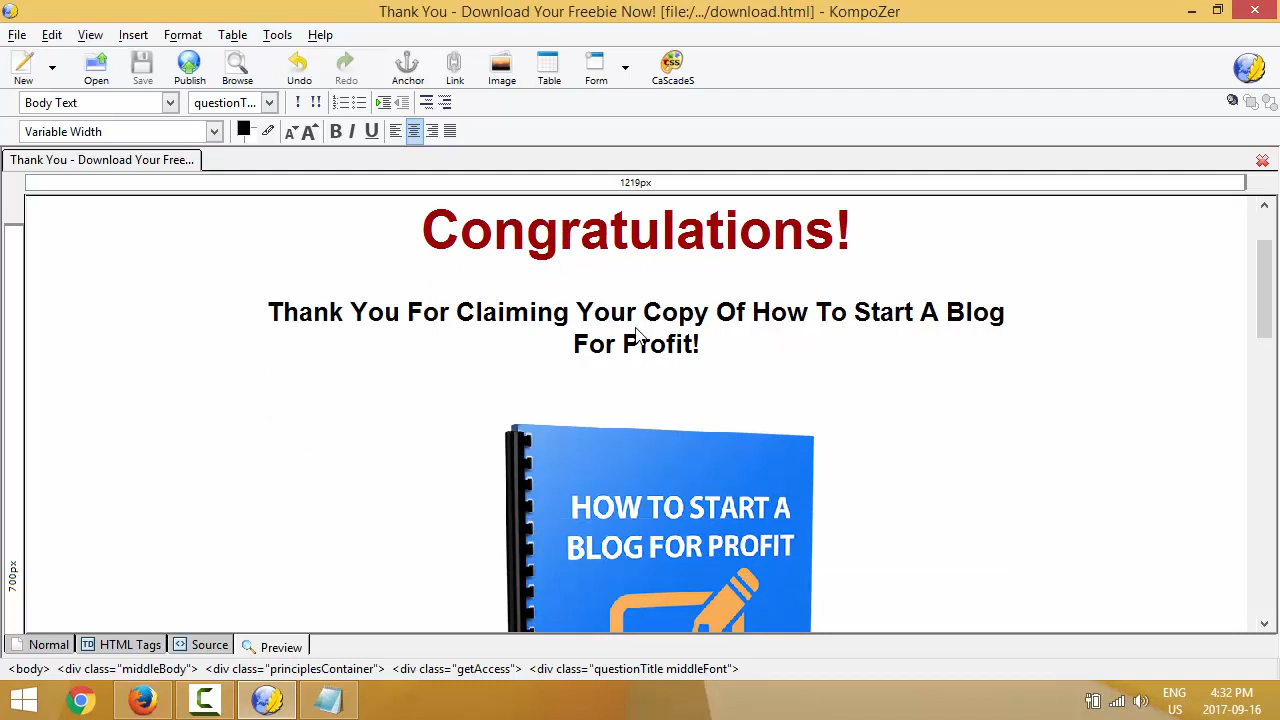 Thank You - Download Your Freebie Now! [file:/.../download.html] - KompoZer
File Edit View Insert Format Table Tools Help
New Open Save Publish Browse Undo Redo Anchor Link Image Table Form CaScadeS
Body Text questionT... ! !!
Variable Width A A B I U
Thank You - Download Your Free...
1219px
Congratulations!
Thank You For Claiming Your Copy Of How To Start A Blog
For Profit!
HOW TO START A
BLOG FOR PROFIT
700px
Normal TD HTML Tags Source Preview
<body> <div class="middleBody"> <div class="principlesContainer"> <div class="getAccess"> <div class="questionTitle middleFont">
ENG 4:32 PM
US 2017-09-16